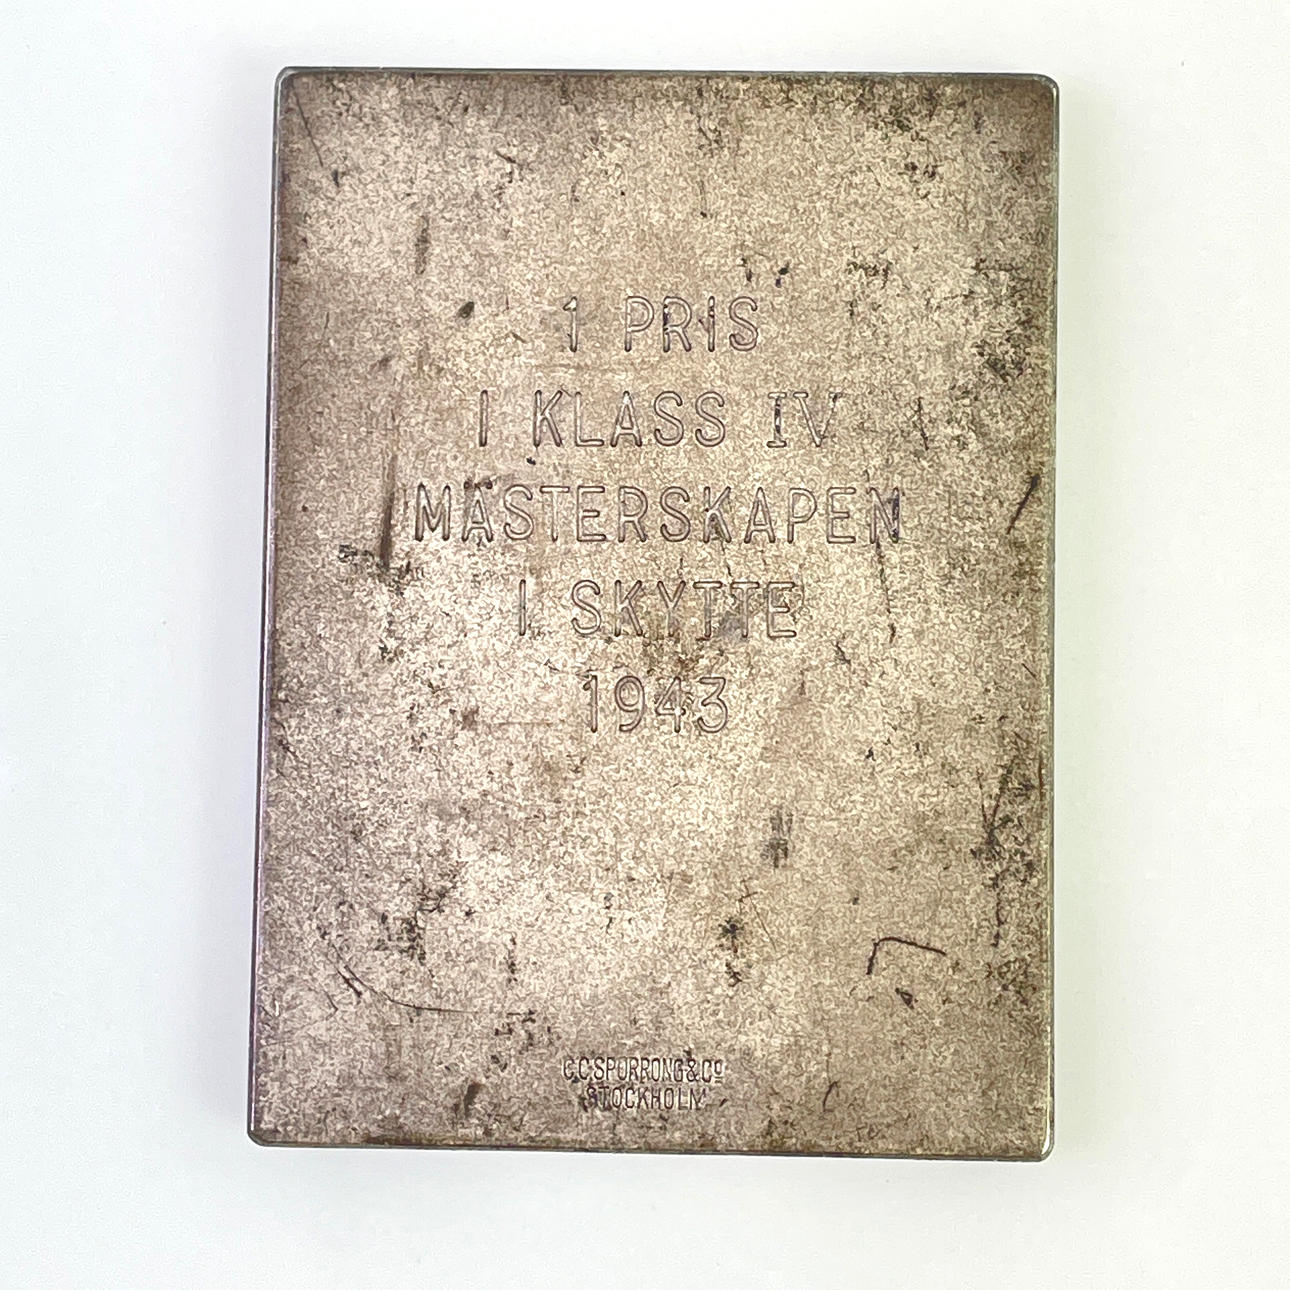 1 PRIS
I KLASS IV
MÄSTERSKAPEN
I SKYTTE
1943
C.C.SPORRONG&Co
STOCKHOLM